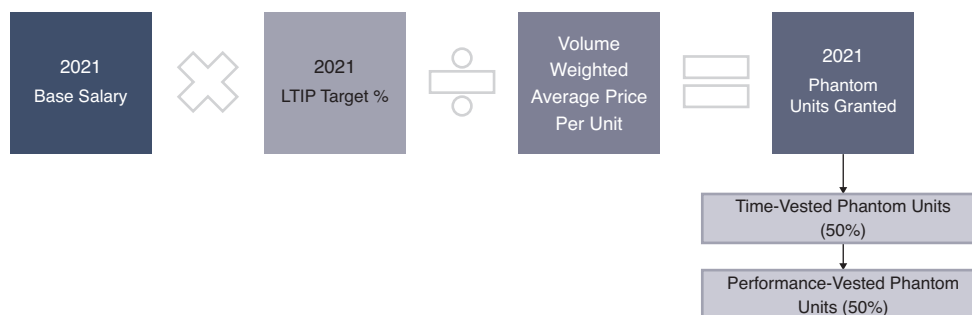 2021
Base Salary
2021
LTIP Target %
Volume
Weighted
Average Price
Per Unit
2021
Phantom
Units Granted
Time-Vested Phantom Units
(50%)
Performance-Vested Phantom
Units (50%)